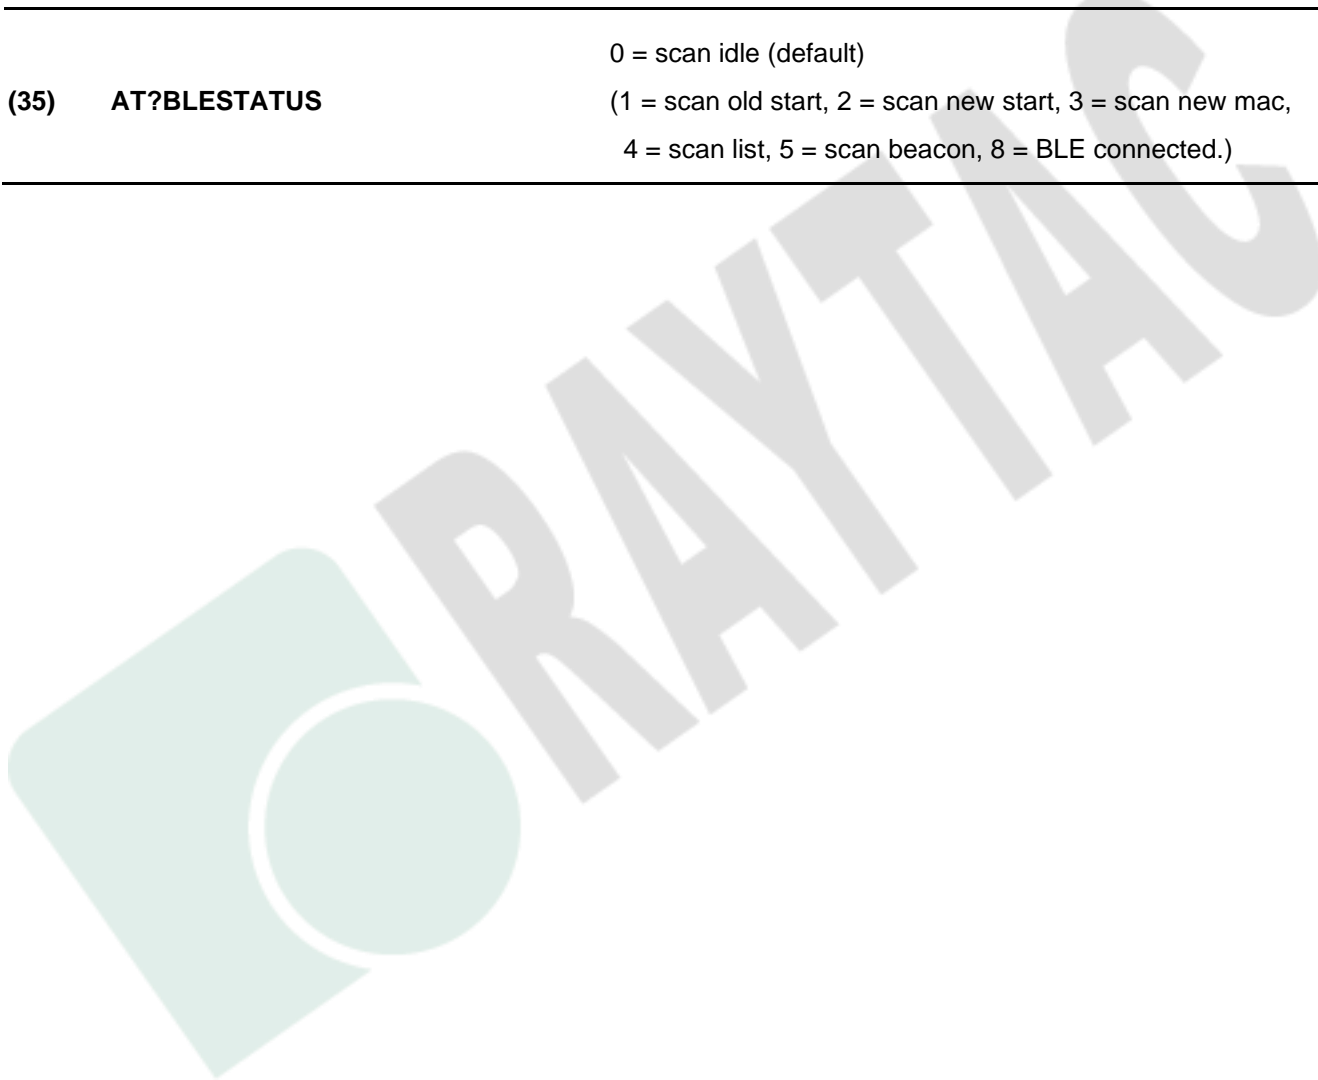 0 = scan idle (default)
(35) AT?BLESTATUS (1 = scan old start, 2 = scan new start, 3 = scan new mac,
4 = scan list, 5 = scan beacon, 8 = BLE connected.)
RAYTAC